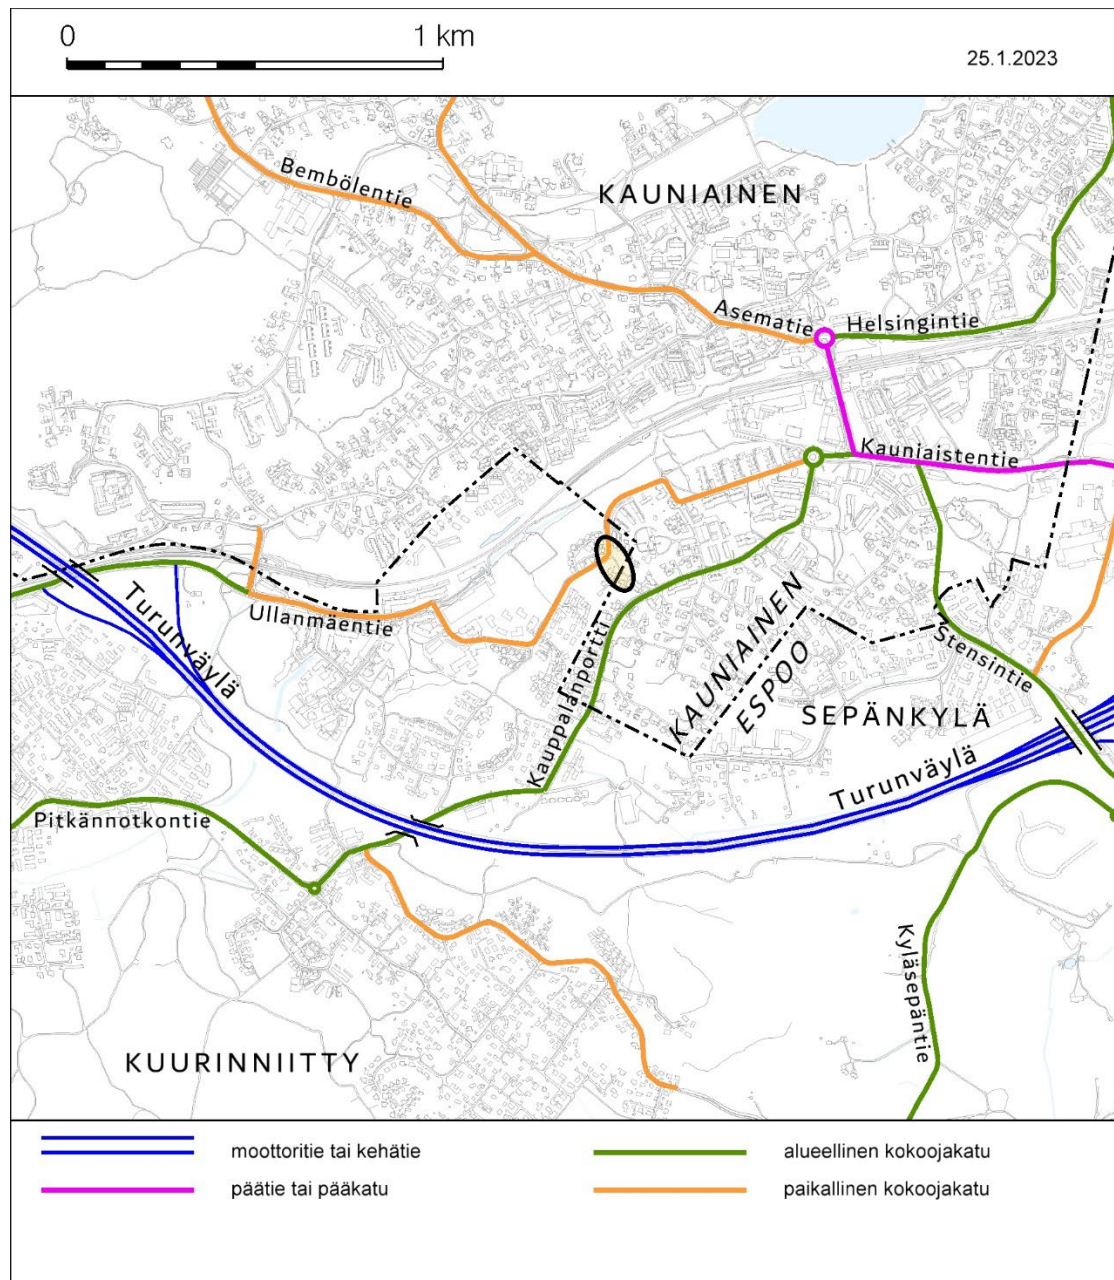 0 1 km
25.1.2023
Bembölentie
KAUNIAINEN
Asematie
Helsingintie
Kauniaistentie
Ullanmäentie
Turunväylä
Kauppalanportti
KAUNIAINEN
ESPOO
Stensintie
SEPÄNKYLÄ
Turunväylä
Pitkännotkontie
Kyläsepäntie
KUURINNIITTY
moottoritie tai kehätie
alueellinen kokoojakatu
päätie tai pääkatu
paikallinen kokoojakatu